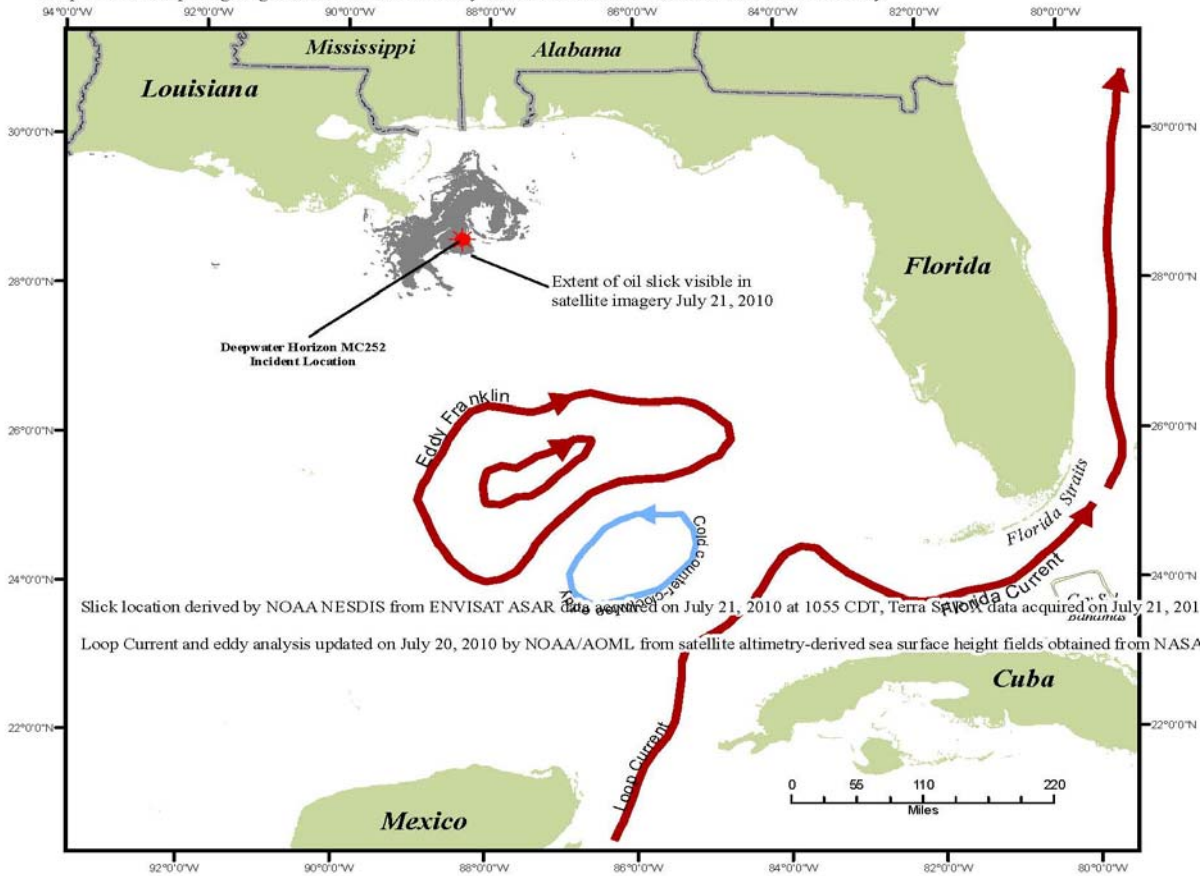 94°0'0"W 92°0'0"W 90°0'0"W 88°0'0"W 86°0'0"W 84°0'0"W 82°0'0"W 80°0'0"W
Mississippi
Alabama
Louisiana
30°0'0"N
30°0'0"N
Florida
28°0'0"N
28°0'0"N
Extent of oil slick visible in
satellite imagery July 21, 2010
Deepwater Horizon MC252
Incident Location
Eddy Franklin
26°0'0"N
26°0'0"N
Florida Straits
Cold counter-clockwise eddy
24°0'0"N
24°0'0"N
Florida Current
Bahamas
Slick location derived by NOAA NESDIS from ENVISAT ASAR data acquired on July 21, 2010 at 1055 CDT, Terra data acquired on July 21, 201
Loop Current and eddy analysis updated on July 20, 2010 by NOAA/AOML from satellite altimetry-derived sea surface height fields obtained from NASA
Cuba
22°0'0"N
22°0'0"N
Loop Current
0 55 110 220
Miles
Mexico
92°0'0"W 90°0'0"W 88°0'0"W 86°0'0"W 84°0'0"W 82°0'0"W 80°0'0"W